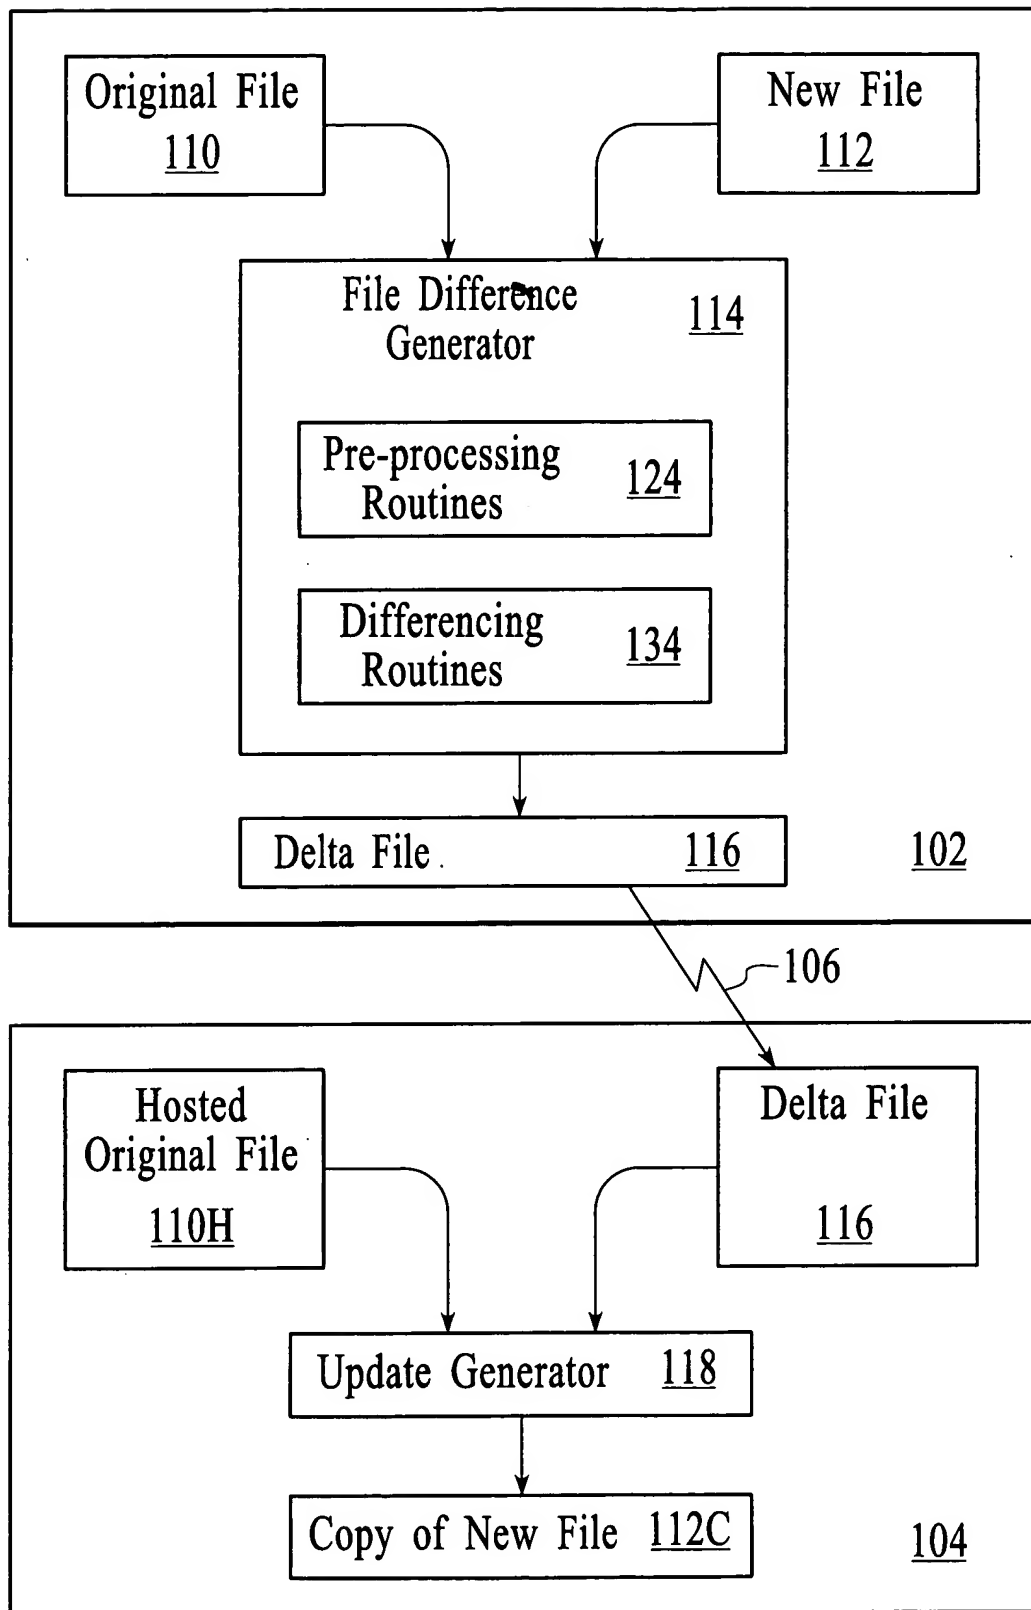 Original File
110
New File
112
File Difference
Generator
114
Pre-processing
Routines
124
Differencing
Routines
134
Delta File
116
102
106
Hosted
Original File
110H
Delta File
116
Update Generator 118
Copy of New File 112C
104